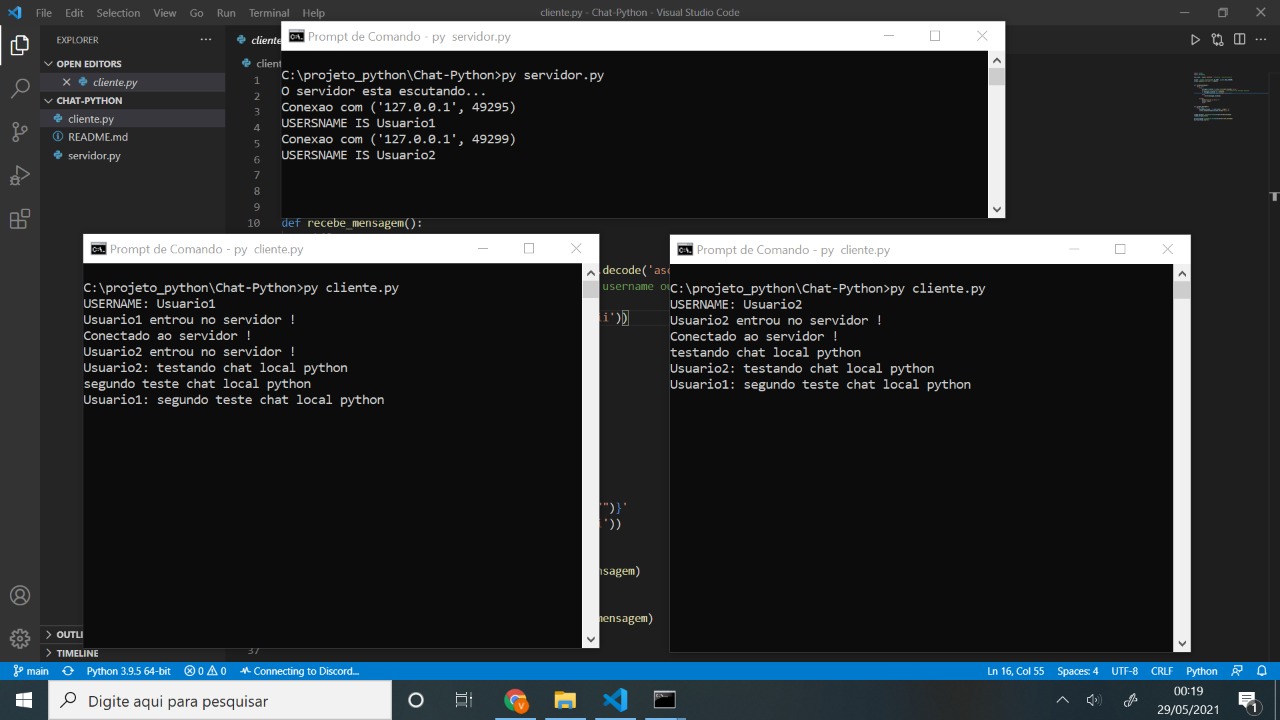 File Edit Selection View Go Run Terminal Help
cliente.py - Chat-Python - Visual Studio Code
EXPLORER
OPEN EDITORS
cliente.py
CHAT-PYTHON
cliente.py
README.md
servidor.py
OUTLI
TIMELINE
cliente
client
1
2
3
4
5
6
7
8
9
10
def recebe_mensagem():
Prompt de Comando - py servidor.py
C:\projeto_python\Chat-Python>py servidor.py
O servidor esta escutando...
Conexao com ('127.0.0.1', 49295)
USERSNAME IS Usuario1
Conexao com ('127.0.0.1', 49299)
USERSNAME IS Usuario2
Prompt de Comando - py cliente.py
C:\projeto_python\Chat-Python>py cliente.py
USERNAME: Usuario1
Usuario1 entrou no servidor !
Conectado ao servidor !
Usuario2 entrou no servidor !
Usuario2: testando chat local python
segundo teste chat local python
Usuario1: segundo teste chat local python
.decode('asc
username ou
ii'))
")}'
i'))
nsagem)
mensagem)
37
Prompt de Comando - py cliente.py
C:\projeto_python\Chat-Python>py cliente.py
USERNAME: Usuario2
Usuario2 entrou no servidor !
Conectado ao servidor !
testando chat local python
Usuario2: testando chat local python
Usuario1: segundo teste chat local python
main Python 3.9.5 64-bit 0 0 Connecting to Discord... Ln 16, Col 55 Spaces: 4 UTF-8 CRLF Python
Digite aqui para pesquisar
00:19
29/05/2021
1